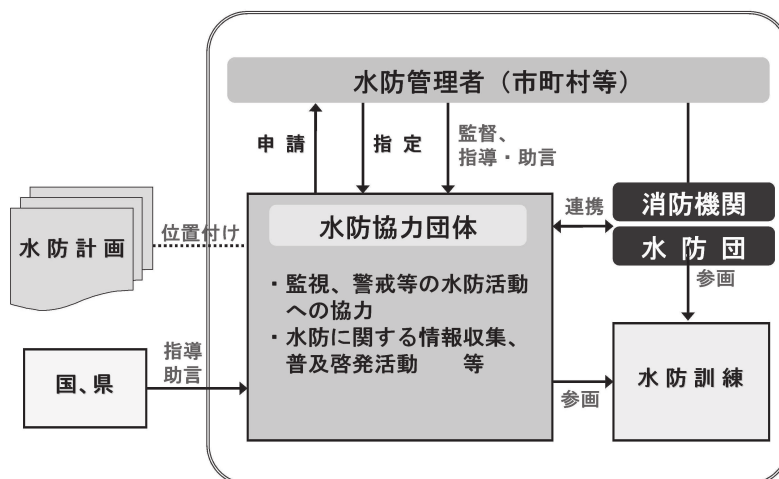 水防管理者（市町村等）
申請
指定
監督、
指導・助言
水防計画
位置付け
水防協力団体
・監視、警戒等の水防活動
への協力
・水防に関する情報収集、
普及啓発活動　等
連携
消防機関
水防団
参画
国、県
指導
助言
参画
水防訓練